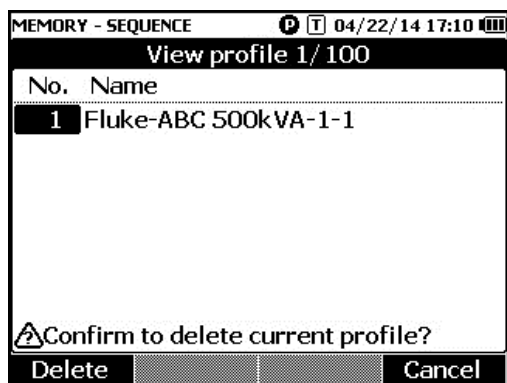 MEMORY - SEQUENCE P T 04/22/14 17:10
View profile 1/100
No. Name
1 Fluke-ABC 500kVA-1-1
Confirm to delete current profile?
Delete Cancel